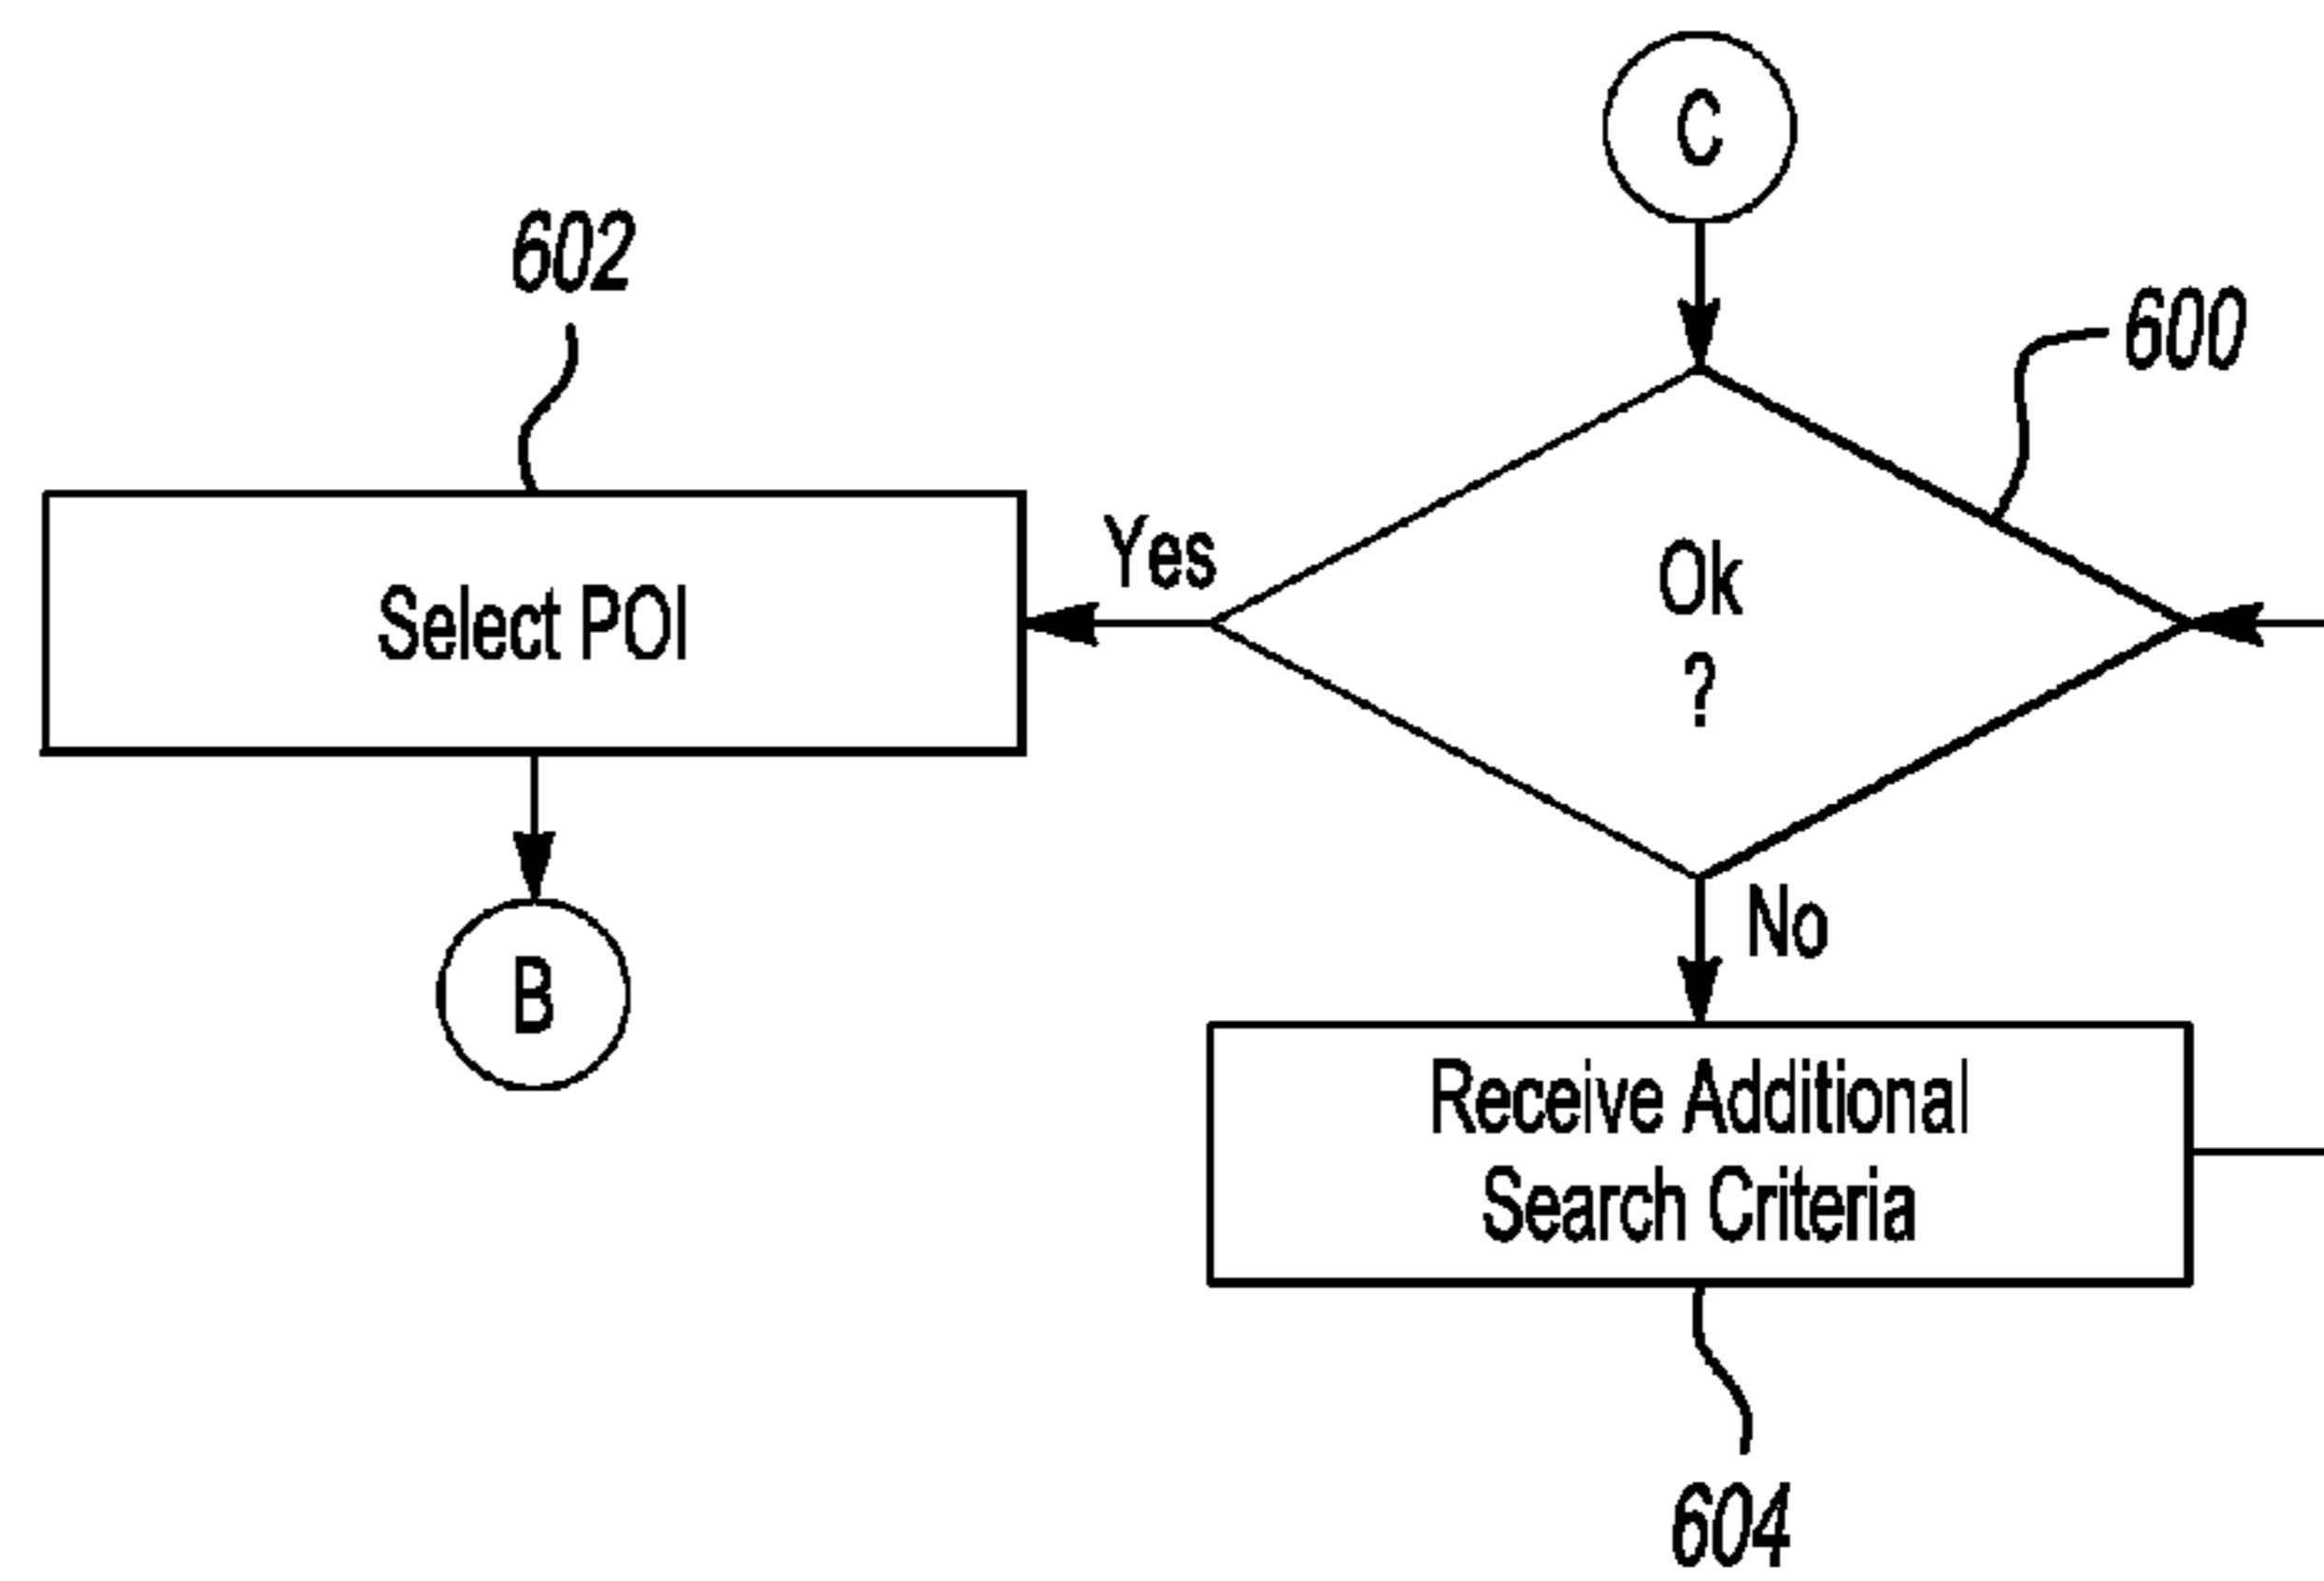 C
602
600
Yes
Ok
?
Select POI
No
B
Receive Additional
Search Criteria
604